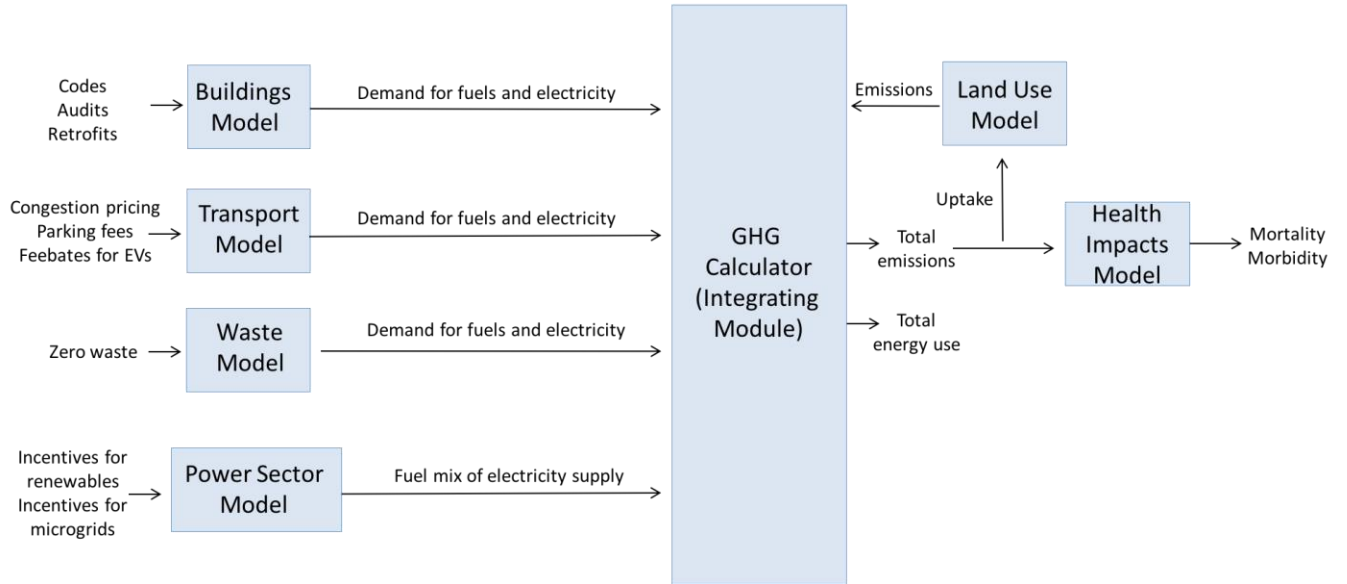 Codes
Audits
Retrofits
Buildings
Model
Demand for fuels and electricity
Congestion pricing
Parking fees
Feebates for EVs
Transport
Model
Demand for fuels and electricity
Zero waste
Waste
Model
Demand for fuels and electricity
Incentives for
renewables
Incentives for
microgrids
Power Sector
Model
Fuel mix of electricity supply
GHG
Calculator
(Integrating
Module)
Emissions
Land Use
Model
Uptake
Total
emissions
Health
Impacts
Model
Mortality
Morbidity
Total
energy use